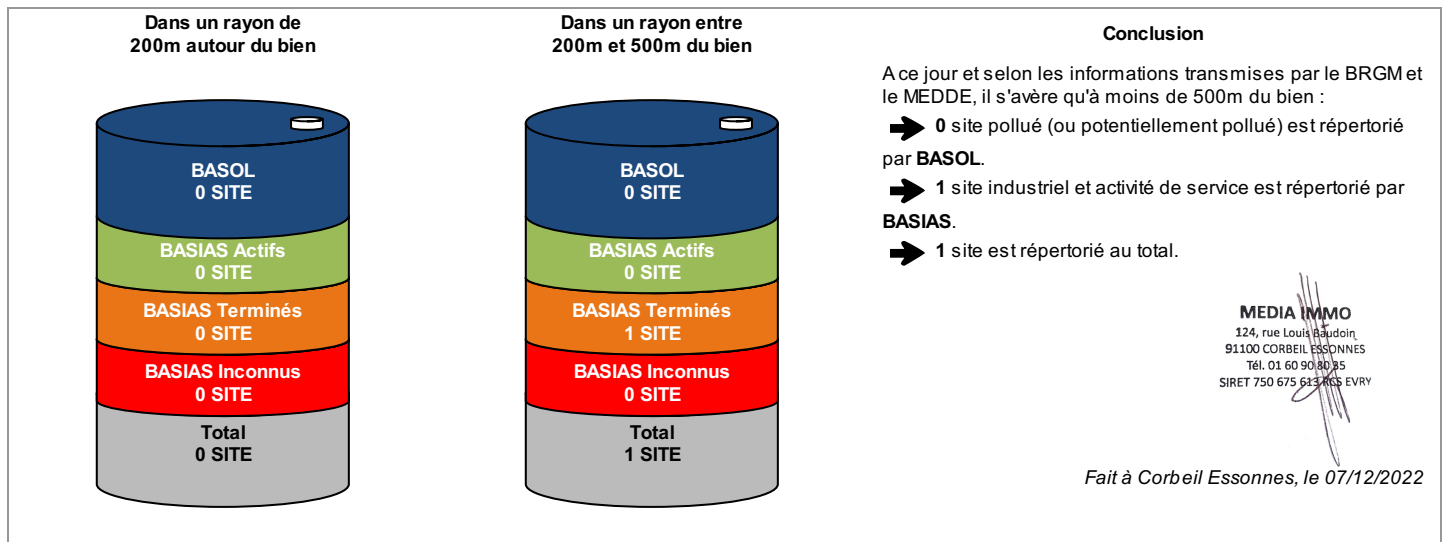 Dans un rayon de
200m autour du bien
BASOL
0 SITE
BASIAS Actifs
0 SITE
BASIAS Terminés
0 SITE
BASIAS Inconnus
0 SITE
Total
0 SITE
Dans un rayon entre
200m et 500m du bien
BASOL
0 SITE
BASIAS Actifs
0 SITE
BASIAS Terminés
1 SITE
BASIAS Inconnus
0 SITE
Total
1 SITE
Conclusion
A ce jour et selon les informations transmises par le BRGM et
le MEDDE, il s'avère qu'à moins de 500m du bien :
0 site pollué (ou potentiellement pollué) est répertorié
par BASOL.
1 site industriel et activité de service est répertorié par
BASIAS.
1 site est répertorié au total.
MEDIA IMMO
124, rue Louis Baudoin
91100 CORBEIL ESSONNES
Tél. 01 60 90 80 85
SIRET 750 675 613 RCS EVRY
Fait à Corbeil Essonnes, le 07/12/2022